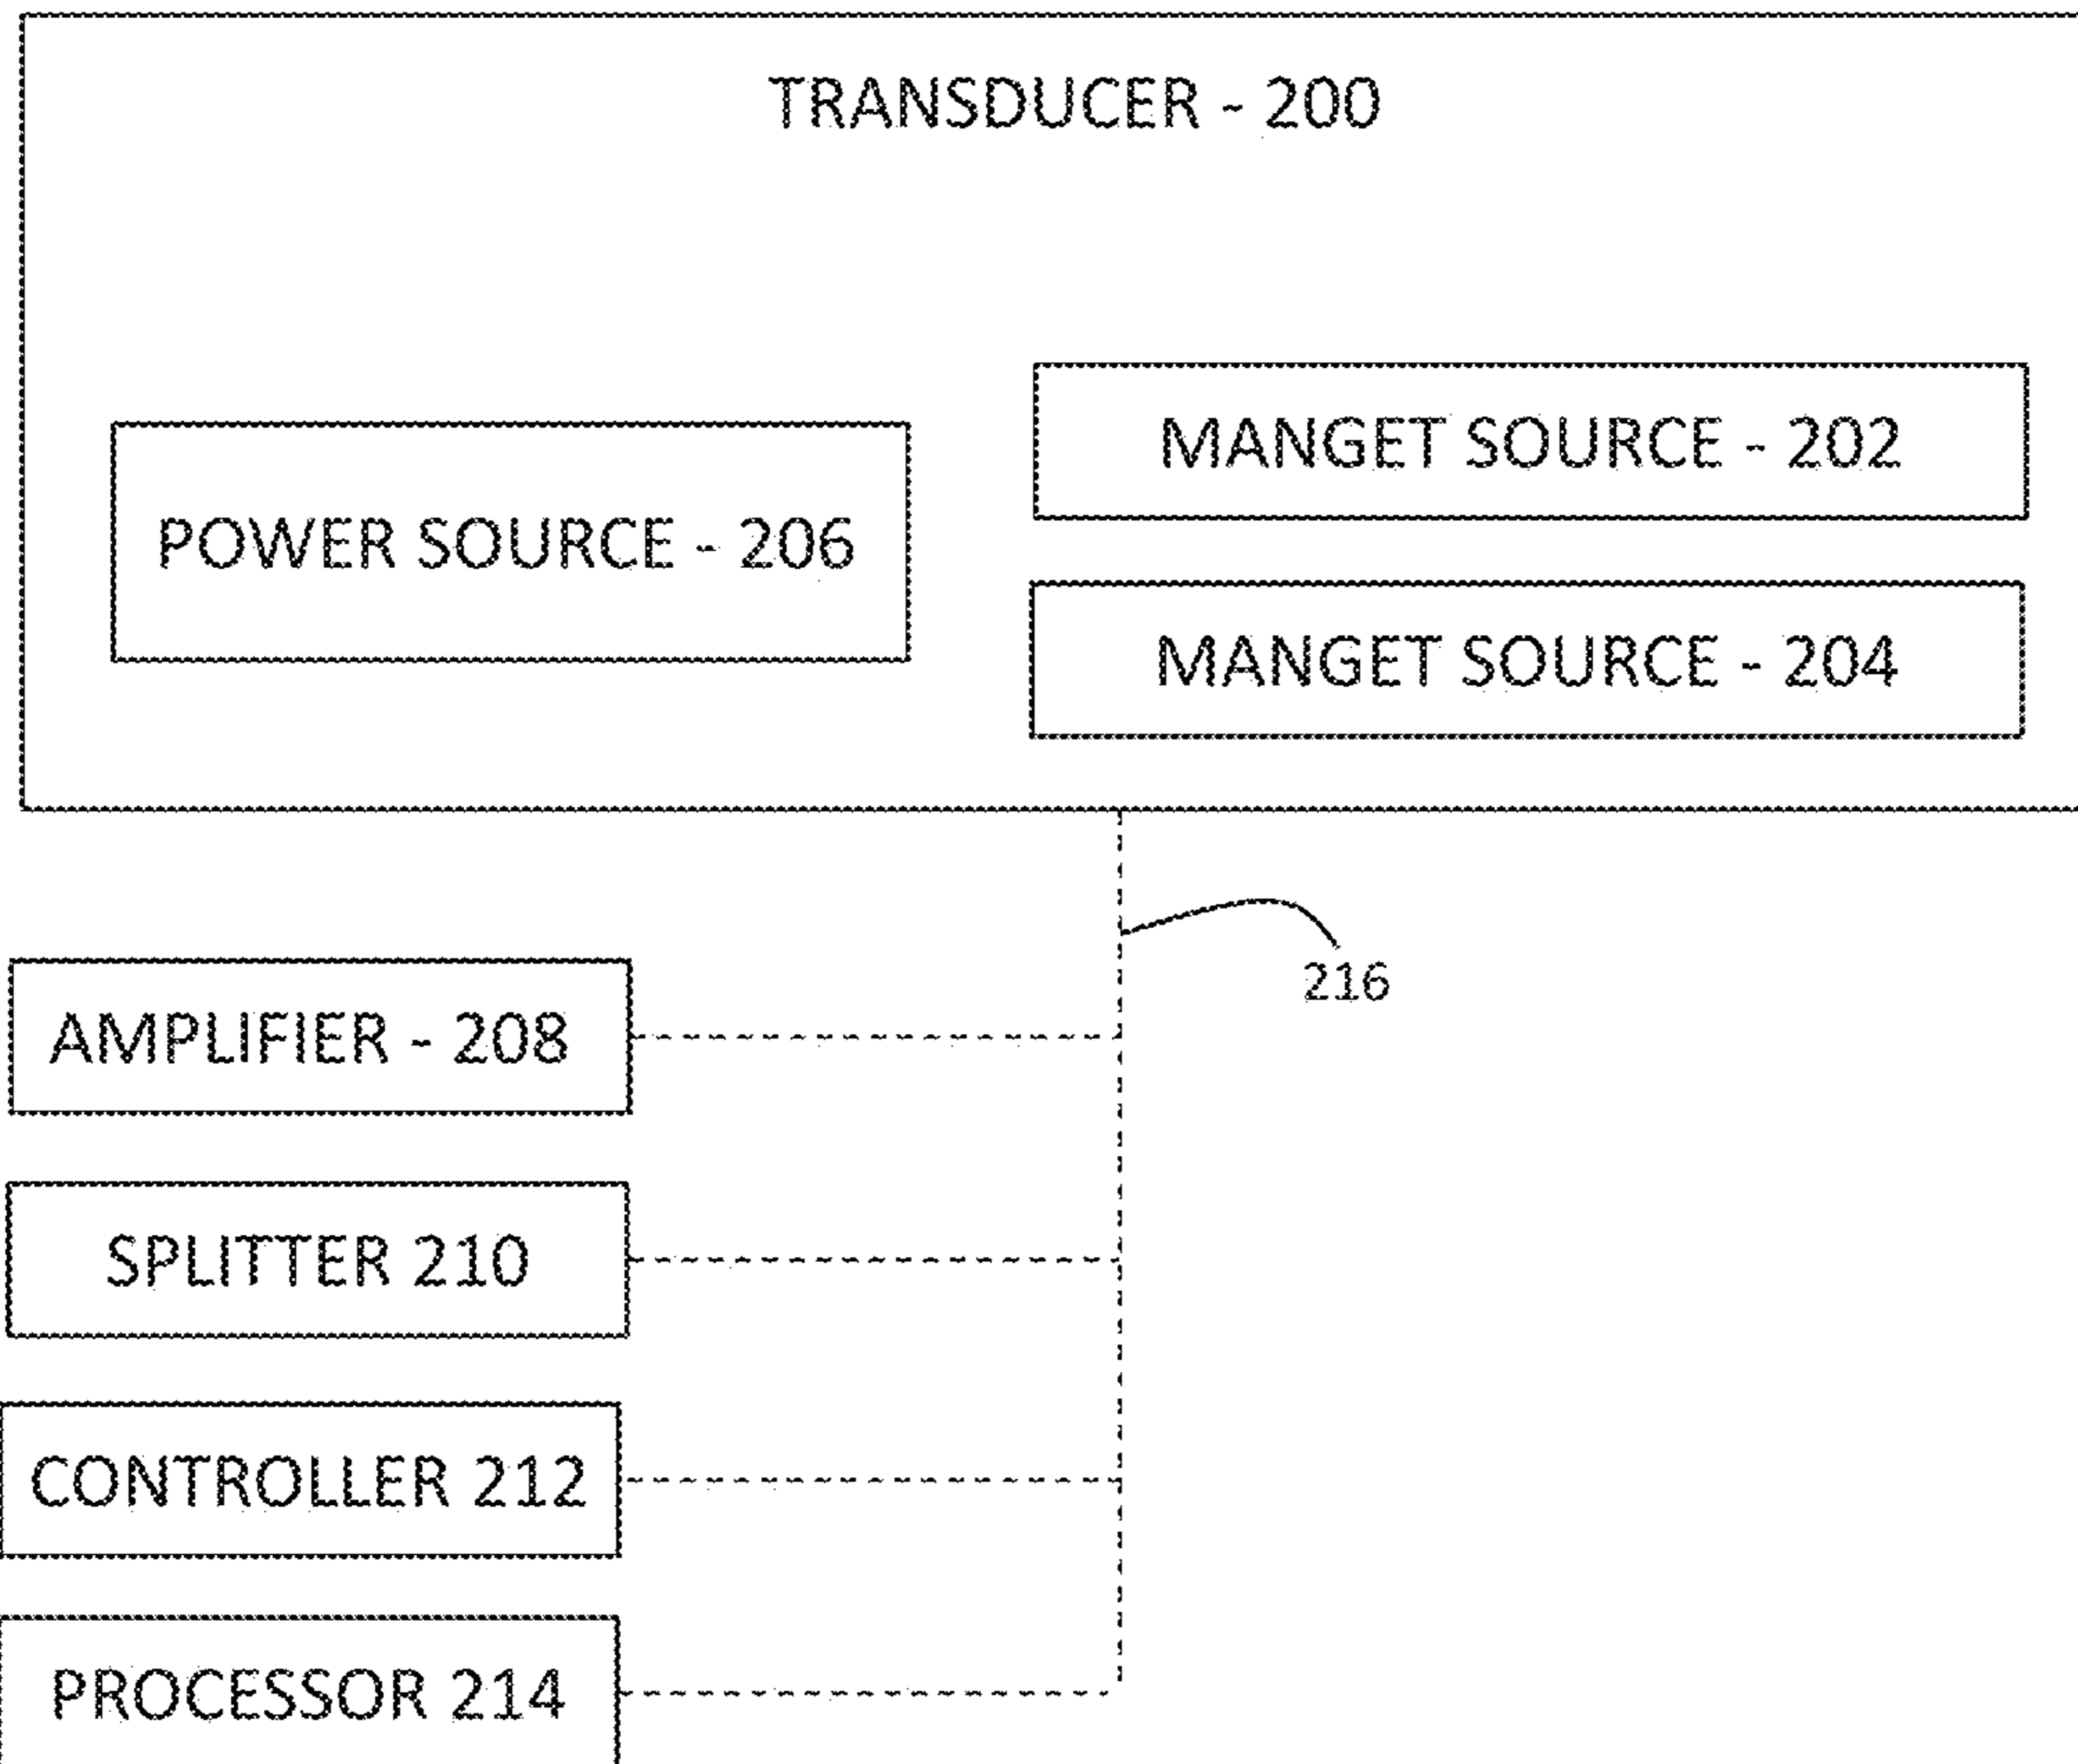 TRANSDUCER - 200
MANGET SOURCE - 202
POWER SOURCE - 206
MANGET SOURCE - 204
216
AMPLIFIER - 208
SPLITTER 210
CONTROLLER 212
PROCESSOR 214